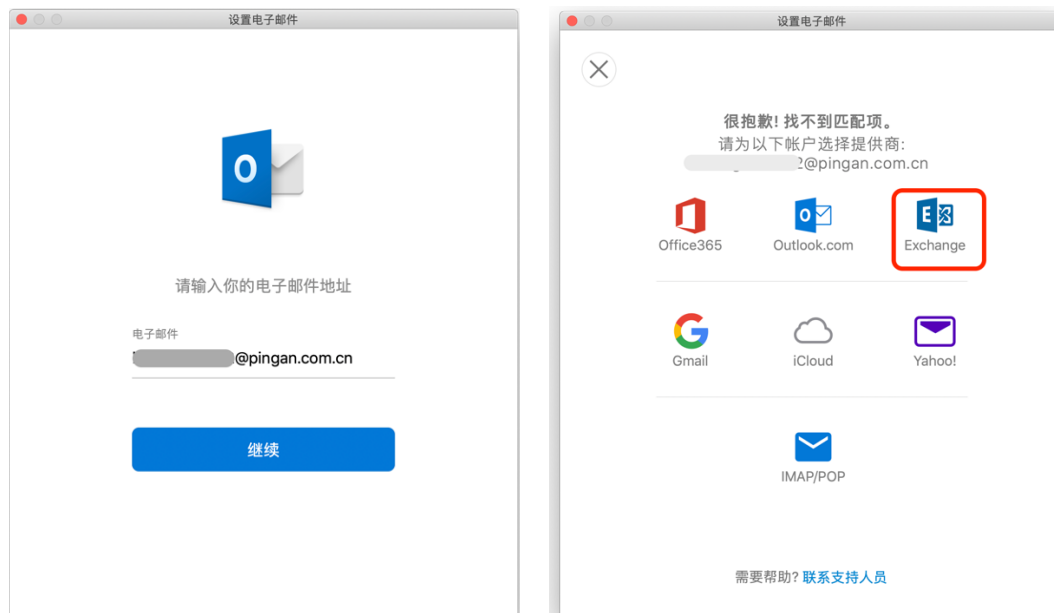 设置电子邮件
请输入你的电子邮件地址
电子邮件
@pingan.com.cn
继续
设置电子邮件
很抱歉! 找不到匹配项。
请为以下帐户选择提供商:
2@pingan.com.cn
Office365
Outlook.com
Exchange
Gmail
iCloud
Yahoo!
IMAP/POP
需要帮助? 联系支持人员